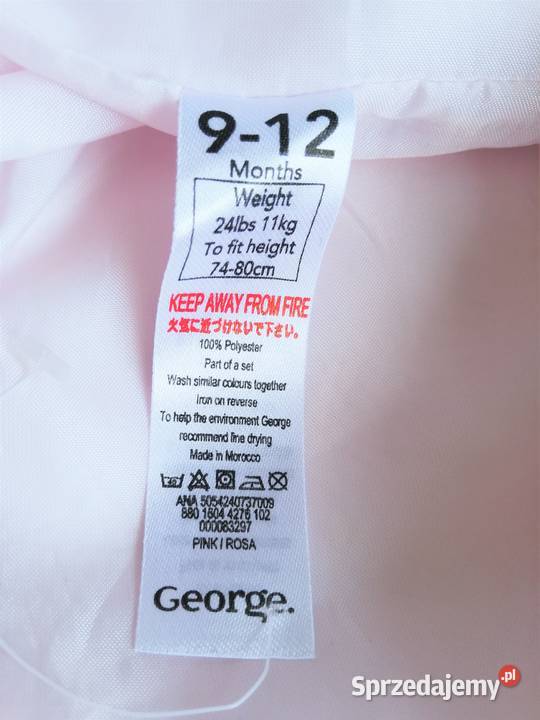 9-12
Months
Weight
24lbs 11kg
To fit height
74-80cm
KEEP AWAY FROM FIRE
火気に近づけないで下さい。
100% Polyester
Part of a set
Wash similar colours together
Iron on reverse
To help the environment George
recommend line drying
Made in Morocco
ANA 5054240737009
880 1604 4276 102
000083297
PINK / ROSA
George.
Sprzedajemy.pl